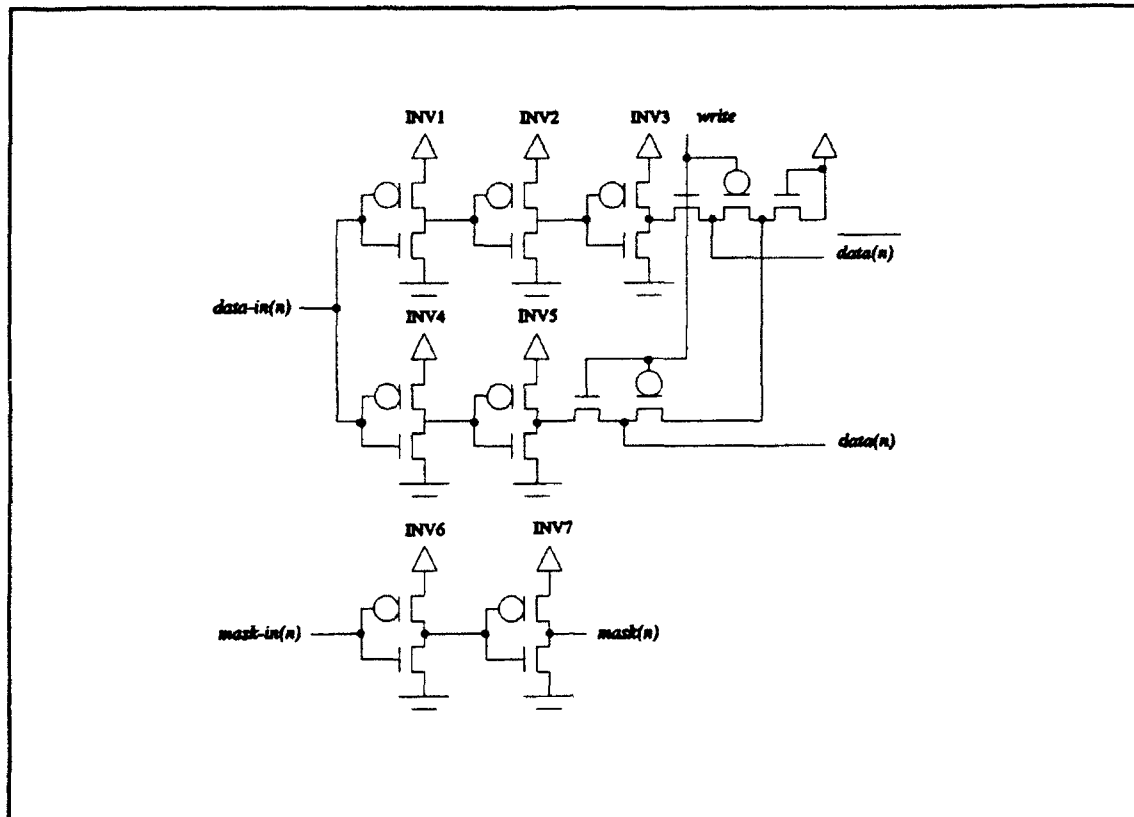 INV1 INV2 INV3 write
data(n)
data-in(n)
INV4 INV5
data(n)
INV6 INV7
mask-in(n) mask(n)